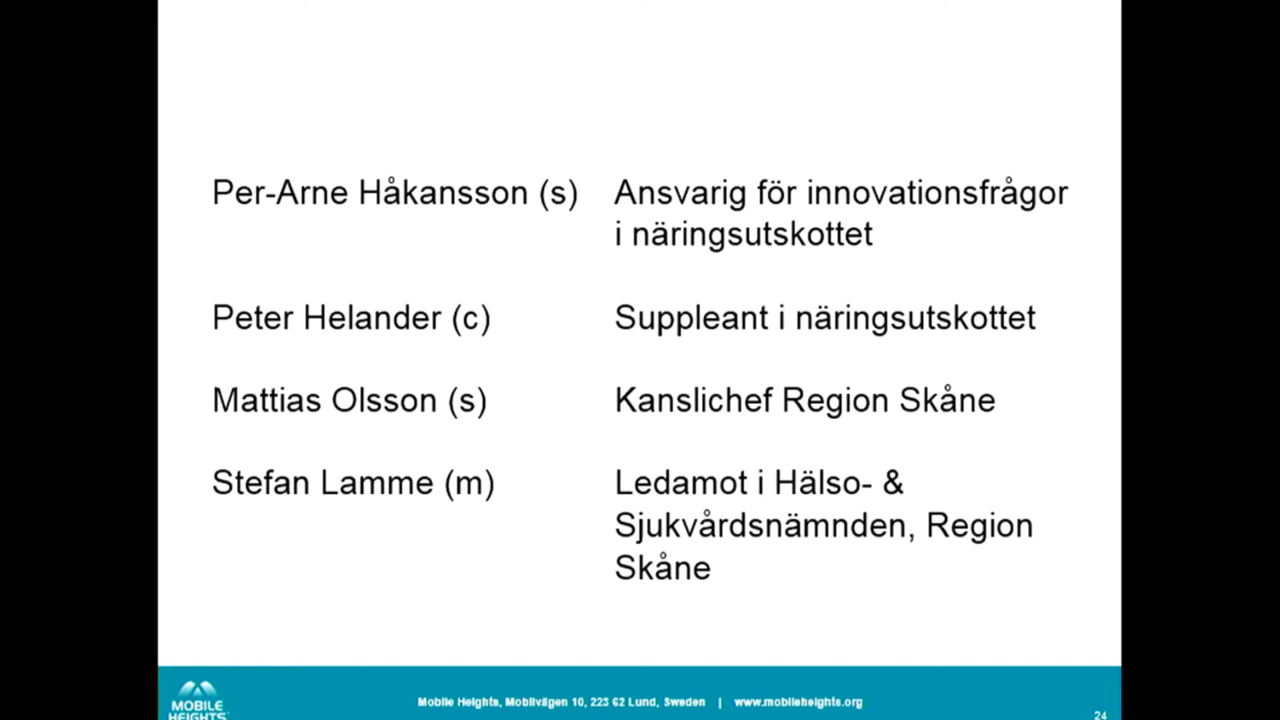 Per-Arne Håkansson (s) Ansvarig för innovationsfrågor
i näringsutskottet
Peter Helander (c) Suppleant i näringsutskottet
Mattias Olsson (s) Kanslichef Region Skåne
Stefan Lamme (m) Ledamot i Hälso- &
Sjukvårdsnämnden, Region
Skåne
MOBILE
HEIGHTS
Mobile Heights, Mobilvägen 10, 223 62 Lund, Sweden | www.mobileheights.org
24